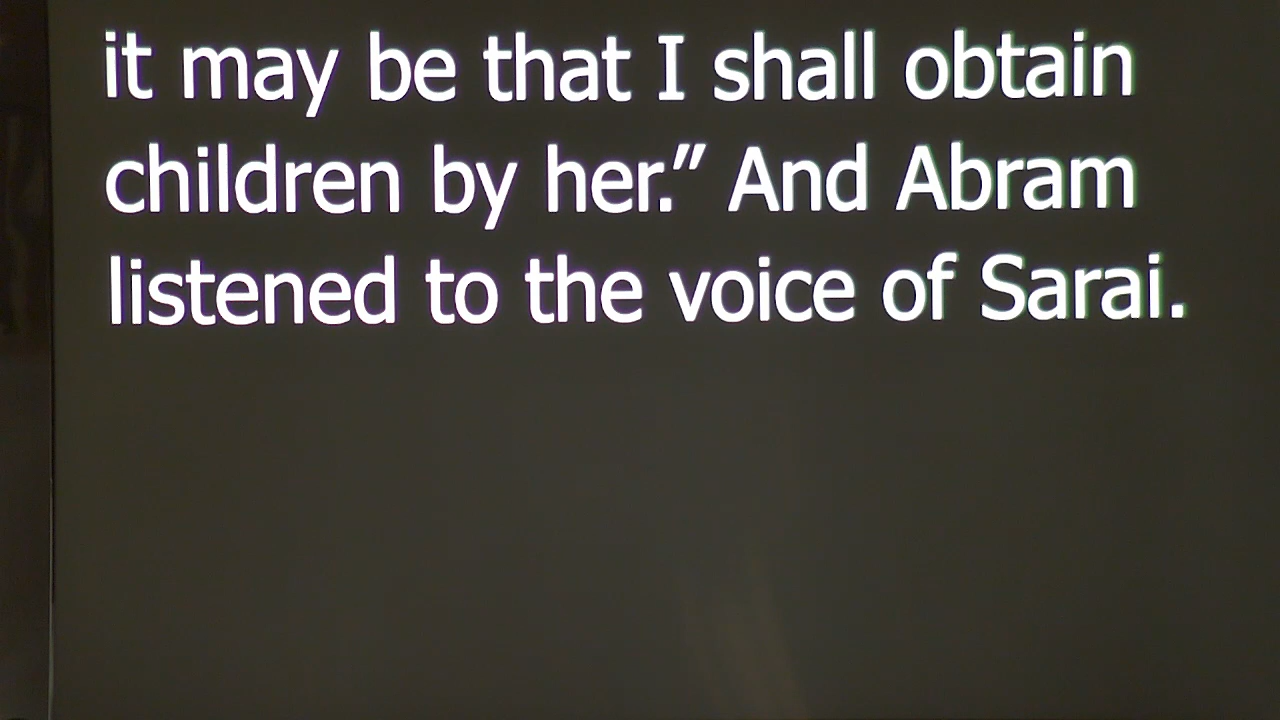 it may be that I shall obtain
children by her.” And Abram
listened to the voice of Sarai.